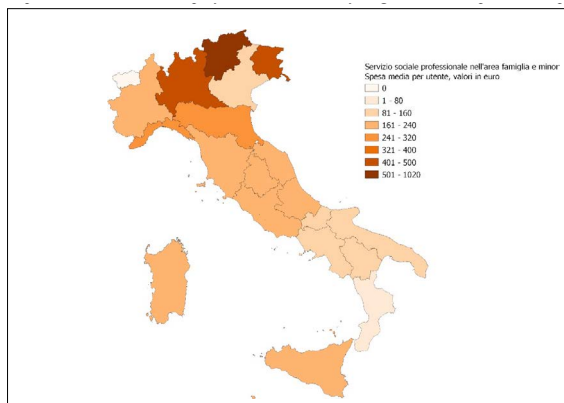 Servizio sociale professionale nell'area famiglia e minor
Spesa media per utente, valori in euro
0
1 - 80
81 - 160
161 - 240
241 - 320
321 - 400
401 - 500
501 - 1020